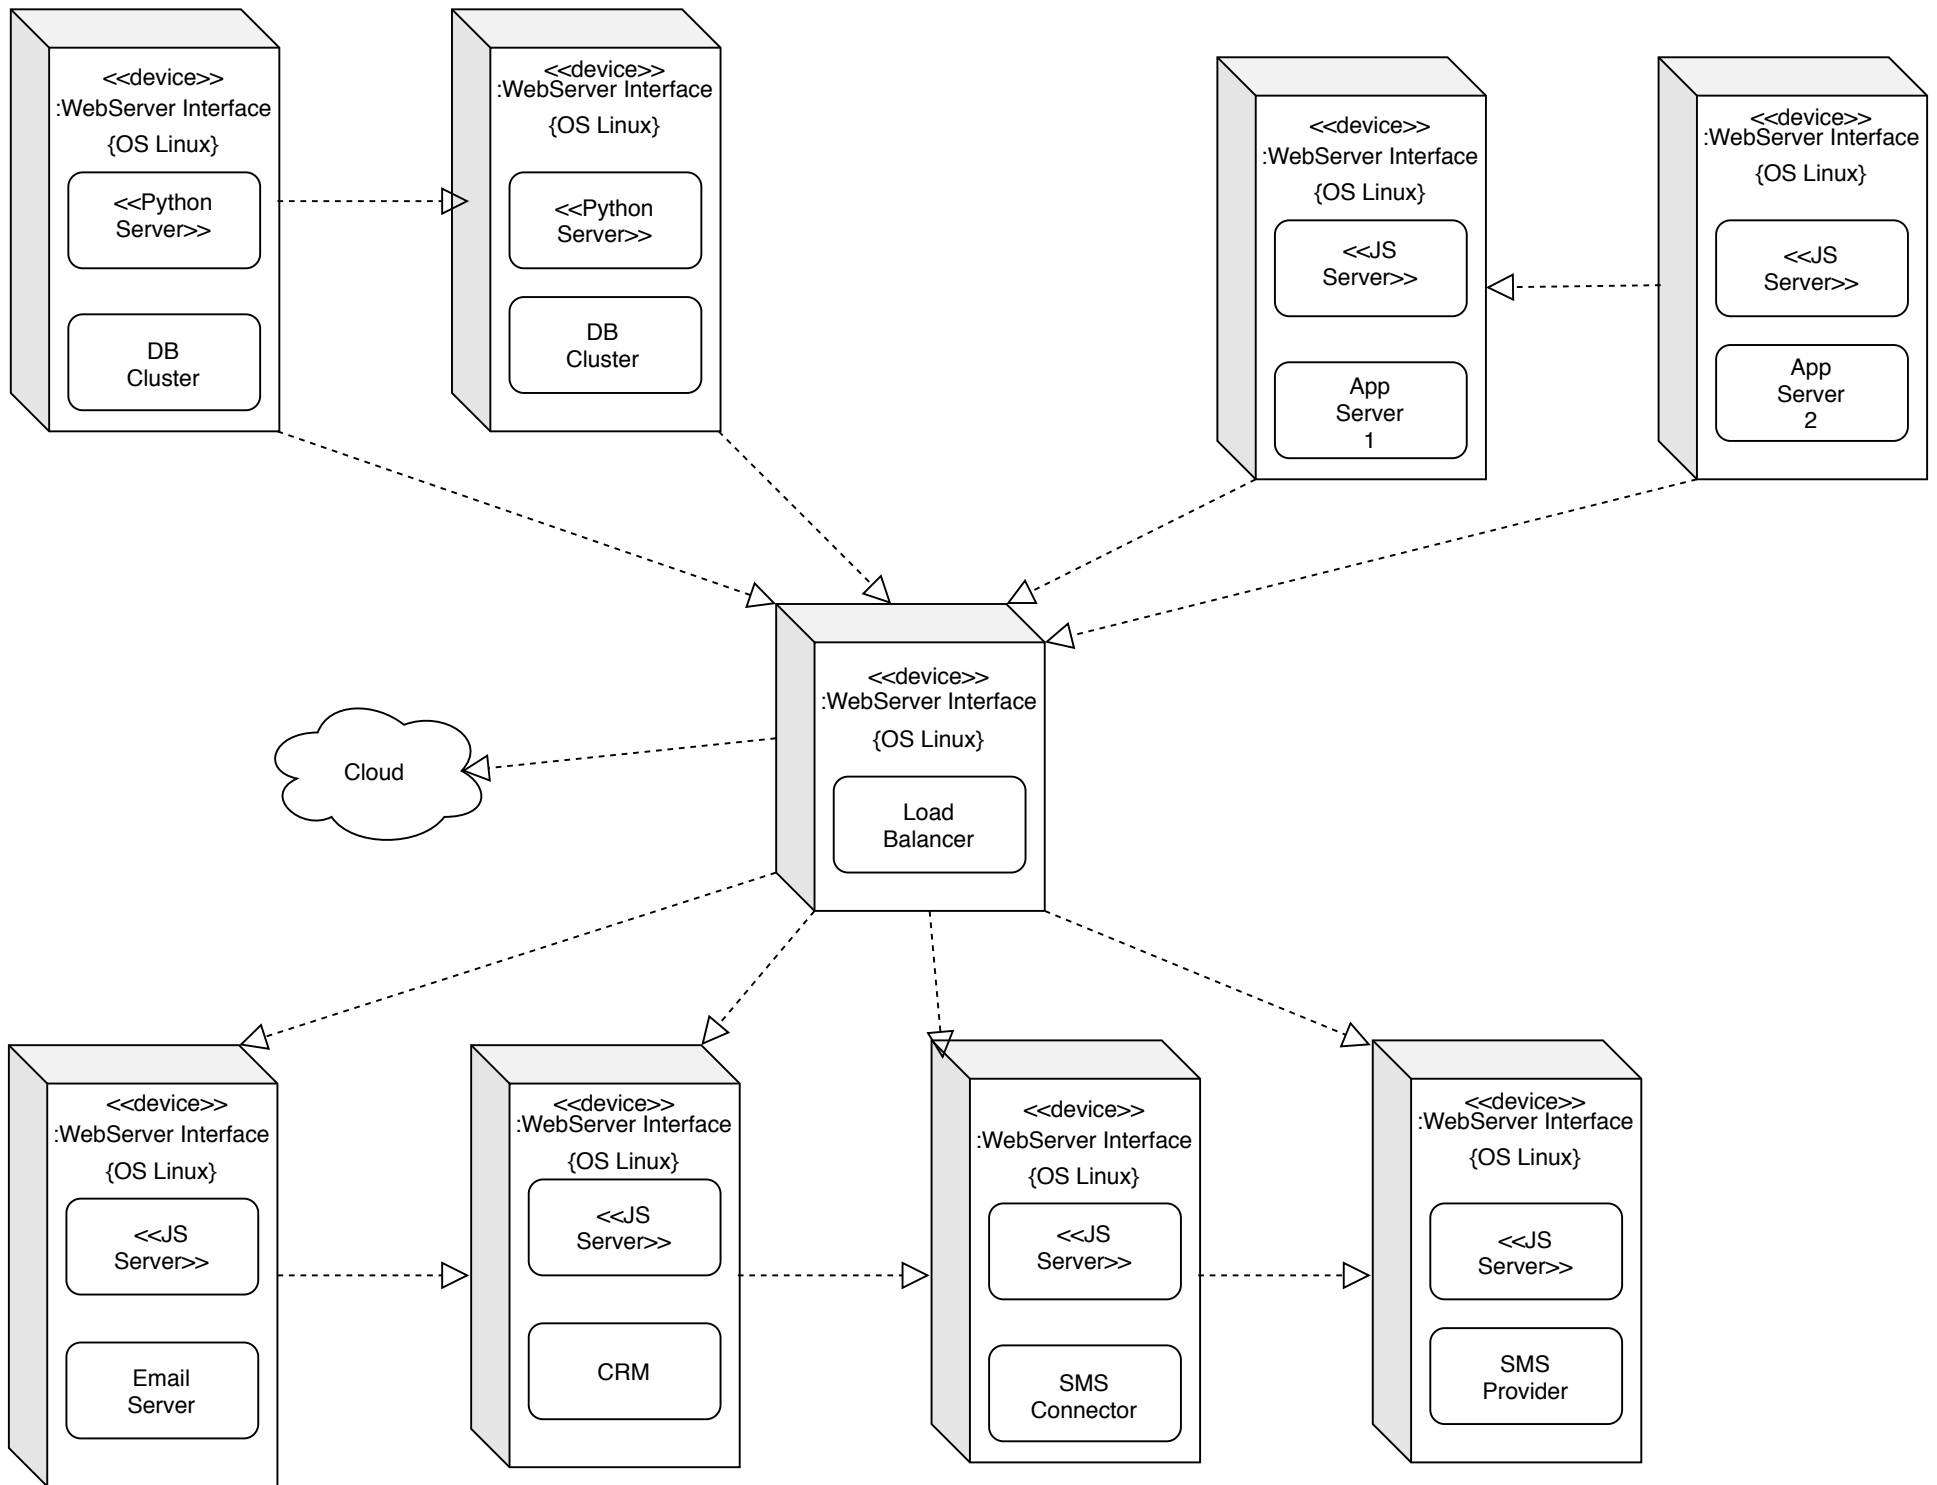 <<device>>
:WebServer Interface
{OS Linux}
<<Python
Server>>
DB
Cluster
<<device>>
:WebServer Interface
{OS Linux}
<<Python
Server>>
DB
Cluster
<<device>>
:WebServer Interface
{OS Linux}
<<JS
Server>>
App
Server
1
<<device>>
:WebServer Interface
{OS Linux}
<<JS
Server>>
App
Server
2
Cloud
<<device>>
:WebServer Interface
{OS Linux}
Load
Balancer
<<device>>
:WebServer Interface
{OS Linux}
<<JS
Server>>
Email
Server
<<device>>
:WebServer Interface
{OS Linux}
<<JS
Server>>
CRM
<<device>>
:WebServer Interface
{OS Linux}
<<JS
Server>>
SMS
Connector
<<device>>
:WebServer Interface
{OS Linux}
<<JS
Server>>
SMS
Provider